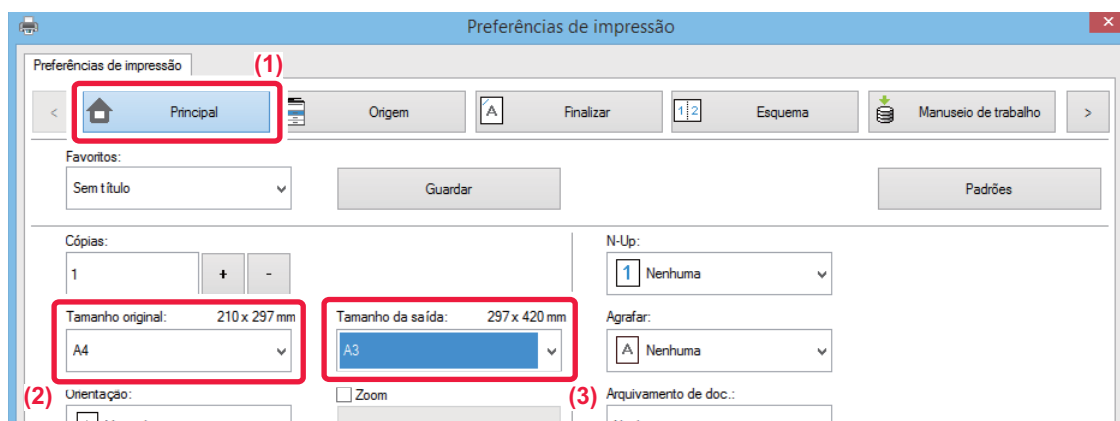 Preferências de impressão
Preferências de impressão
(1)
< Principal Origem Finalizar Esquema Manuseio de trabalho >
Favoritos:
Sem título Guardar Padrões
Cópias: N-Up:
1 + - 1 Nenhuma
Tamanho original: 210 x 297 mm Tamanho da saída: 297 x 420 mm Agrafar:
A4 A3 Nenhuma
(2) Orientação: Zoom (3) Arquivamento de doc.: